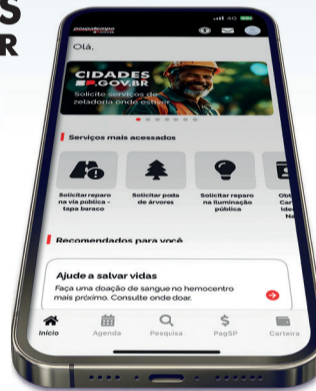 S
R
4G
poupatempo
Olá,
CIDADES
SP.GOV.BR
Solicite serviços de
zeladoria onde estiver
Serviços mais acessados
Solicitar reparo
na via pública -
tapa buraco
Solicitar poda
de árvores
Solicitar reparo
na iluminação
pública
Recomendados para você
Ajude a salvar vidas
Faça uma doação de sangue no hemocentro
mais próximo. Consulte onde doar.
Início
Agenda
Pesquisa
PagSP
Carteira